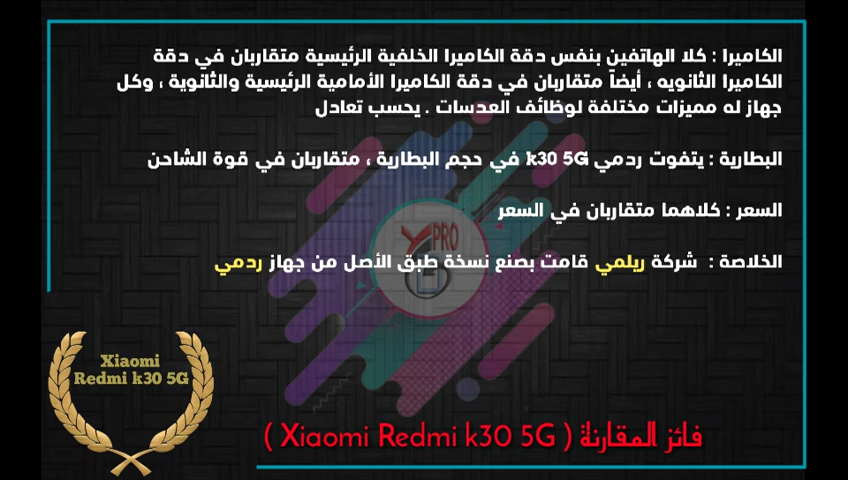 الكاميرا : كلا الهاتفين بنفس دقة الكاميرا الخلفية الرئيسية متقاربان في دقة
الكاميرا الثانويه ، أيضاً متقاربان في دقة الكاميرا الأمامية الرئيسية والثانوية ، وكل
جهاز له مميزات مختلفة لوظائف العدسات . يحسب تعادل
البطارية : يتفوت ردمي k30 5G في حجم البطارية ، متقاربان في قوة الشاحن
السعر : كلاهما متقاربان في السعر
الخلاصة : شركة ريلمي قامت بصنع نسخة طبق الأصل من جهاز ردمي
PRO
Xiaomi
Redmi k30 5G
فائز المقارنة ( Xiaomi Redmi k30 5G )